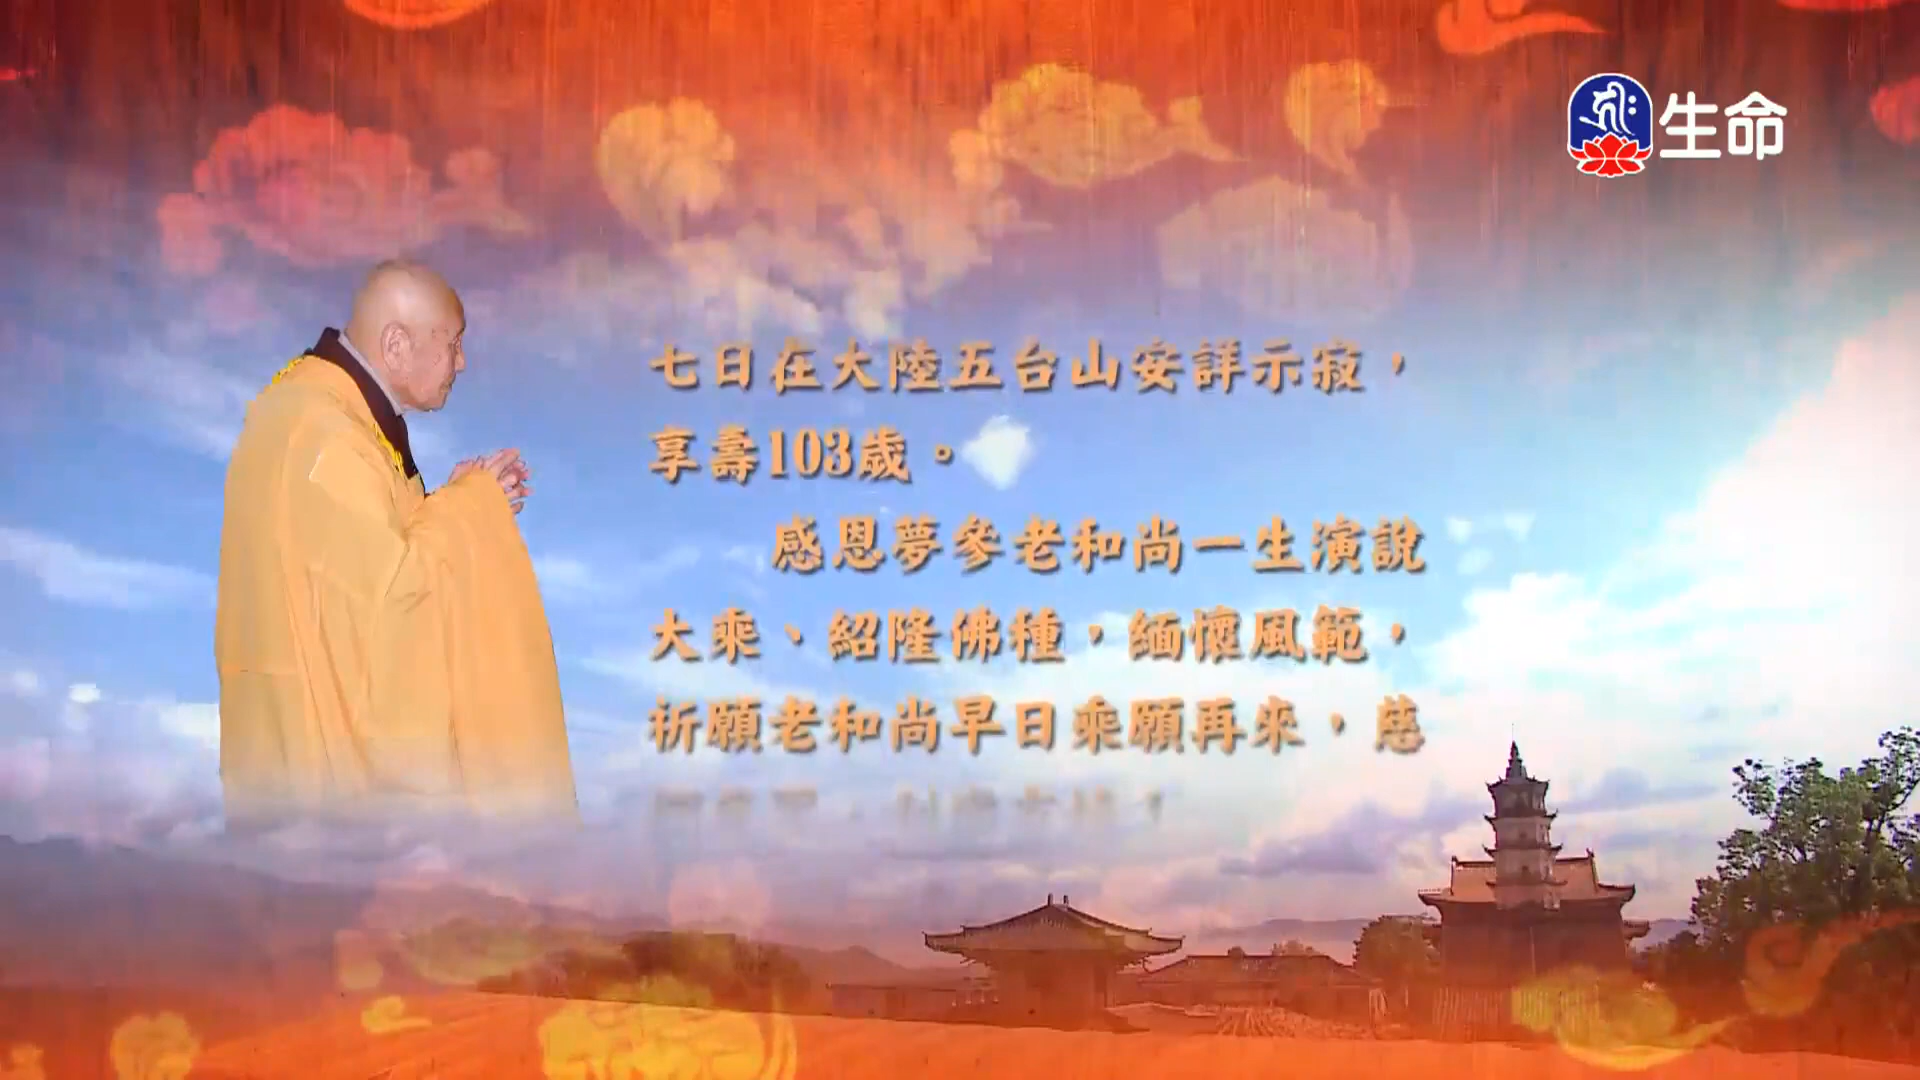 生命
七日在大陸五台山安詳示寂，
享壽103歲。
感恩夢參老和尚一生演說
大乘、紹隆佛種，緬懷風範，
祈願老和尚早日乘願再來，慈